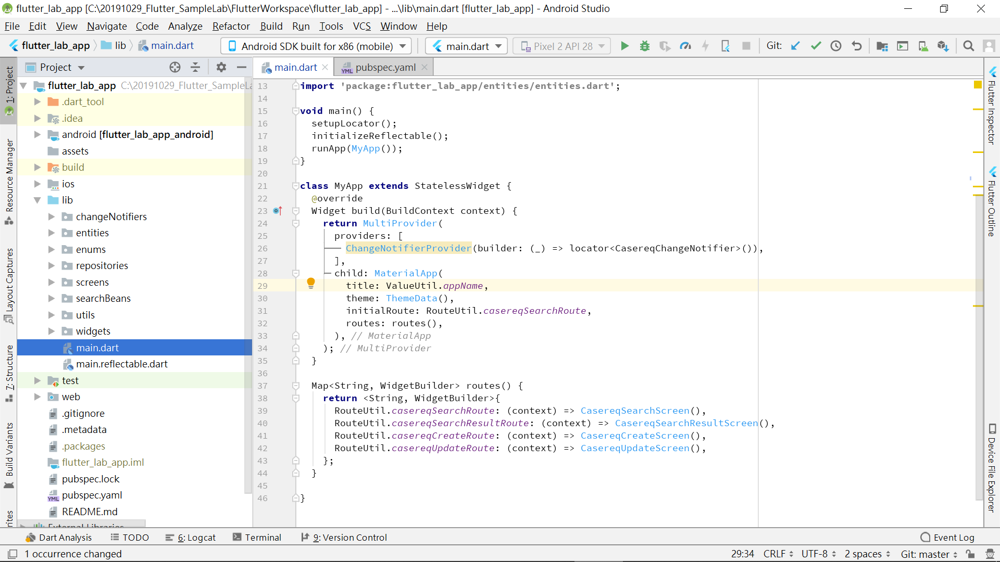 flutter_lab_app [C:\20191029_Flutter_SampleLab\FlutterWorkspace\flutter_lab_app] - ...\lib\main.dart [flutter_lab_app] - Android Studio
File Edit View Navigate Code Analyze Refactor Build Run Tools VCS Window Help
flutter_lab_app lib main.dart Android SDK built for x86 (mobile) main.dart Pixel 2 API 28 Git:
Project
main.dart pubspec.yaml
1: Project
Resource Manager
Layout Captures
7: Structure
Build Variants
flutter_lab_app C:\20191029_Flutter_SampleLa
.dart_tool
.idea
android [flutter_lab_app_android]
assets
build
ios
lib
changeNotifiers
entities
enums
repositories
screens
searchBeans
utils
widgets
main.dart
main.reflectable.dart
test
web
.gitignore
.metadata
.packages
flutter_lab_app.iml
pubspec.lock
YML pubspec.yaml
README.md
External Libraries
13 import 'package:flutter_lab_app/entities/entities.dart';
14
15 void main() {
16 setupLocator();
17 initializeReflectable();
18 runApp(MyApp());
19 }
20
21 class MyApp extends StatelessWidget {
22 @override
23 Widget build(BuildContext context) {
24 return MultiProvider(
25 providers: [
26 ChangeNotifierProvider(builder: (_) => locator<CasereqChangeNotifier>()),
27 ],
28 child: MaterialApp(
29 title: ValueUtil.appName,
30 theme: ThemeData(),
31 initialRoute: RouteUtil.casereqSearchRoute,
32 routes: routes(),
33 ), // MaterialApp
34 ); // MultiProvider
35 }
36
37 Map<String, WidgetBuilder> routes() {
38 return <String, WidgetBuilder>{
39 RouteUtil.casereqSearchRoute: (context) => CasereqSearchScreen(),
40 RouteUtil.casereqSearchResultRoute: (context) => CasereqSearchResultScreen(),
41 RouteUtil.casereqCreateRoute: (context) => CasereqCreateScreen(),
42 RouteUtil.casereqUpdateRoute: (context) => CasereqUpdateScreen(),
43 };
44 }
45
46 }
Flutter Inspector
Flutter Outline
Device File Explorer
Dart Analysis TODO 6: Logcat Terminal 9: Version Control Event Log
1 occurrence changed 29:34 CRLF UTF-8 2 spaces Git: master